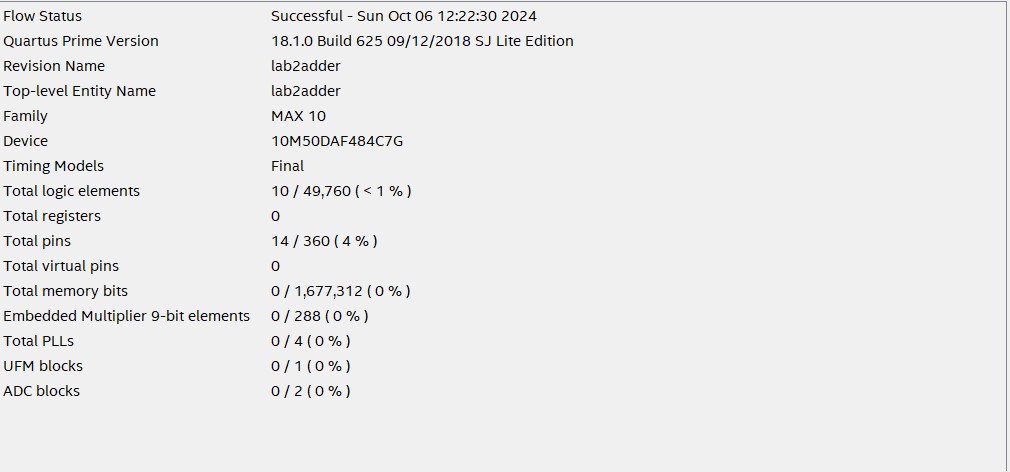 Flow Status Successful - Sun Oct 06 12:22:30 2024
Quartus Prime Version 18.1.0 Build 625 09/12/2018 SJ Lite Edition
Revision Name lab2adder
Top-level Entity Name lab2adder
Family MAX 10
Device 10M50DAF484C7G
Timing Models Final
Total logic elements 10 / 49,760 ( < 1 % )
Total registers 0
Total pins 14 / 360 ( 4 % )
Total virtual pins 0
Total memory bits 0 / 1,677,312 ( 0 % )
Embedded Multiplier 9-bit elements 0 / 288 ( 0 % )
Total PLLs 0 / 4 ( 0 % )
UFM blocks 0 / 1 ( 0 % )
ADC blocks 0 / 2 ( 0 % )